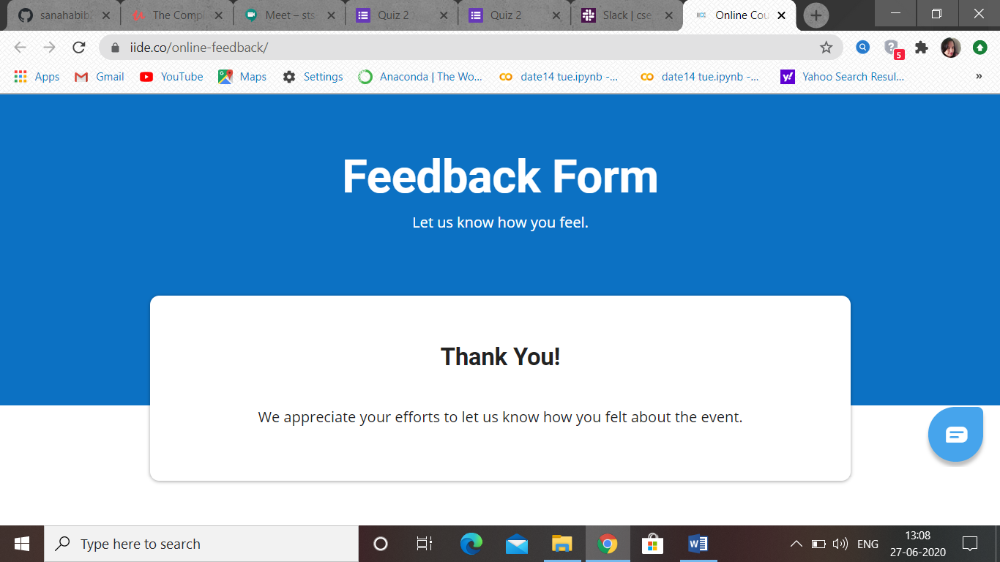 sanahabib
The Compl
Meet – sts
Quiz 2
Quiz 2
Slack | cse
Online Cou
iide.co/online-feedback/
5
Apps
Gmail
YouTube
Maps
Settings
Anaconda | The Wo...
date14 tue.ipynb -...
date14 tue.ipynb -...
Yahoo Search Resul...
»
Feedback Form
Let us know how you feel.
Thank You!
We appreciate your efforts to let us know how you felt about the event.
Type here to search
ENG
13:08
27-06-2020